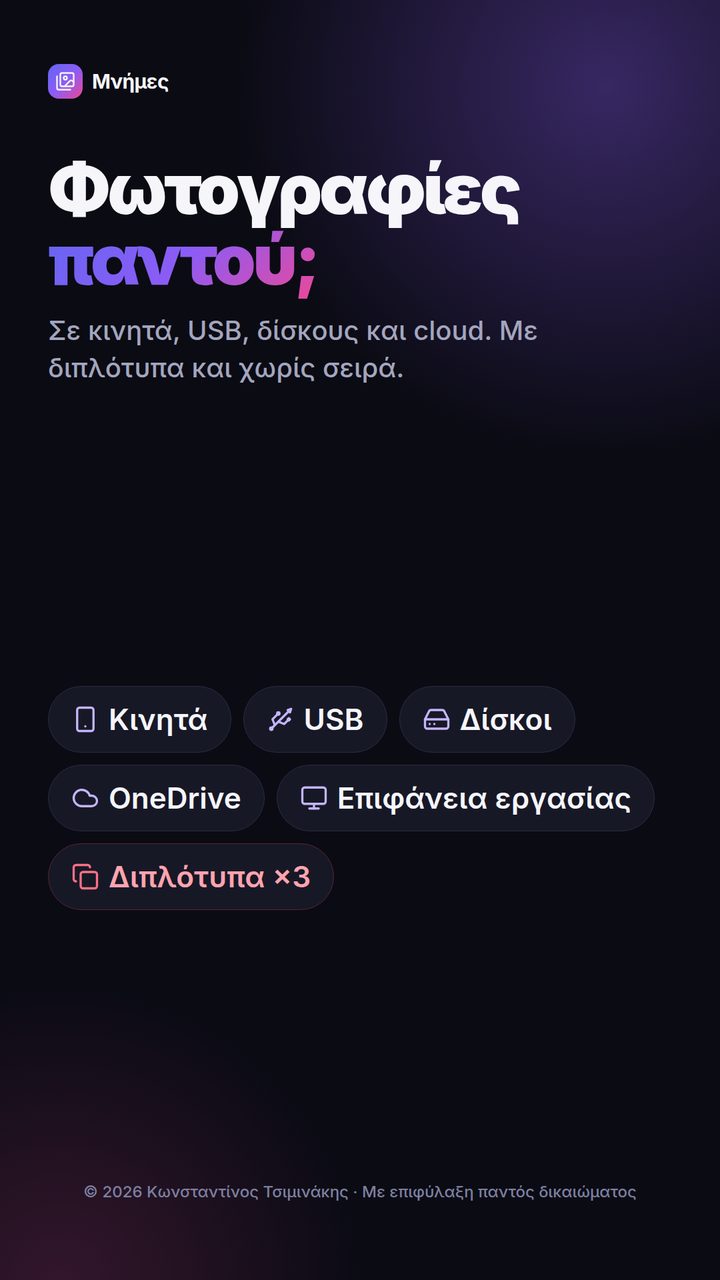 Μνήμες
Φωτογραφίες
παντού;
Σε κινητά, USB, δίσκους και cloud. Με
διπλότυπα και χωρίς σειρά.
Κινητά
USB
Δίσκοι
OneDrive
Επιφάνεια εργασίας
Διπλότυπα ×3
© 2026 Κωνσταντίνος Τσιμινάκης · Με επιφύλαξη παντός δικαιώματος